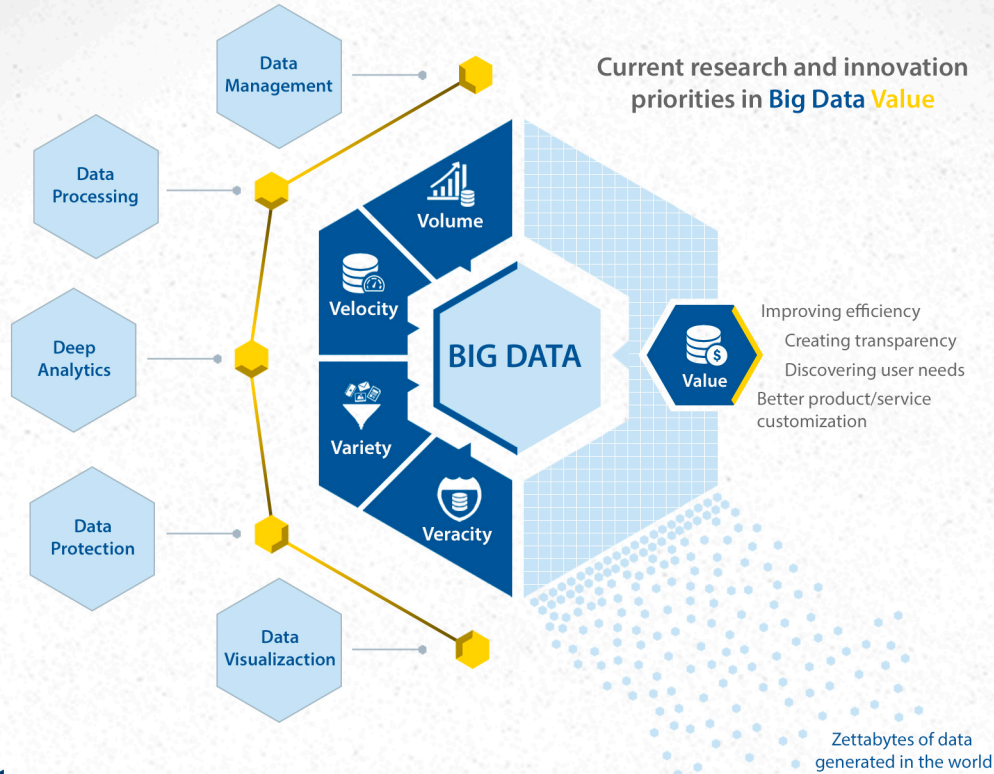 Current research and innovation
priorities in Big Data Value
Data
Management
Data
Processing
Deep
Analytics
Data
Protection
Data
Visualizaction
Volume
Velocity
Variety
Veracity
BIG DATA
$
Value
Improving efficiency
Creating transparency
Discovering user needs
Better product/service
customization
Zettabytes of data
generated in the world